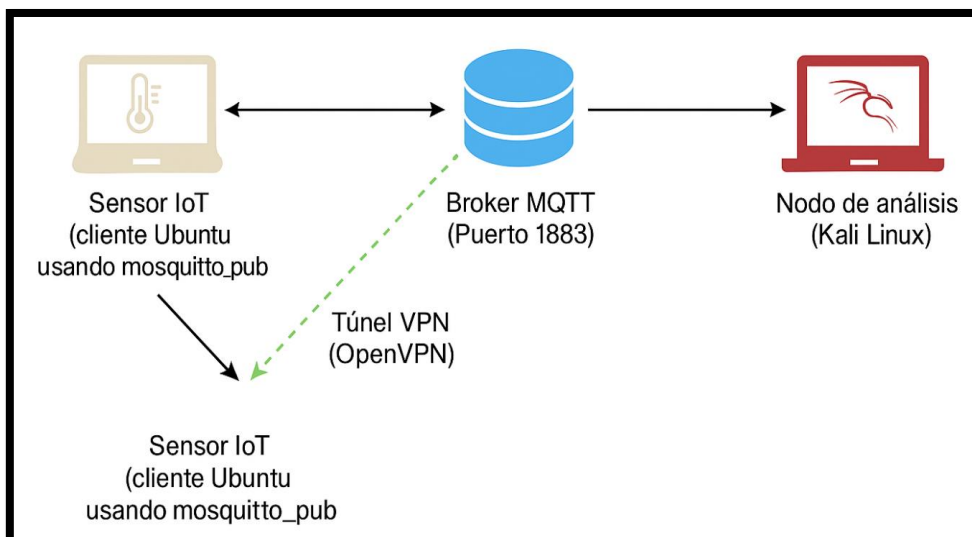 Sensor IoT
(cliente Ubuntu
usando mosquitto_pub
Broker MQTT
(Puerto 1883)
Nodo de análisis
(Kali Linux)
Túnel VPN
(OpenVPN)
Sensor IoT
(cliente Ubuntu
usando mosquitto_pub